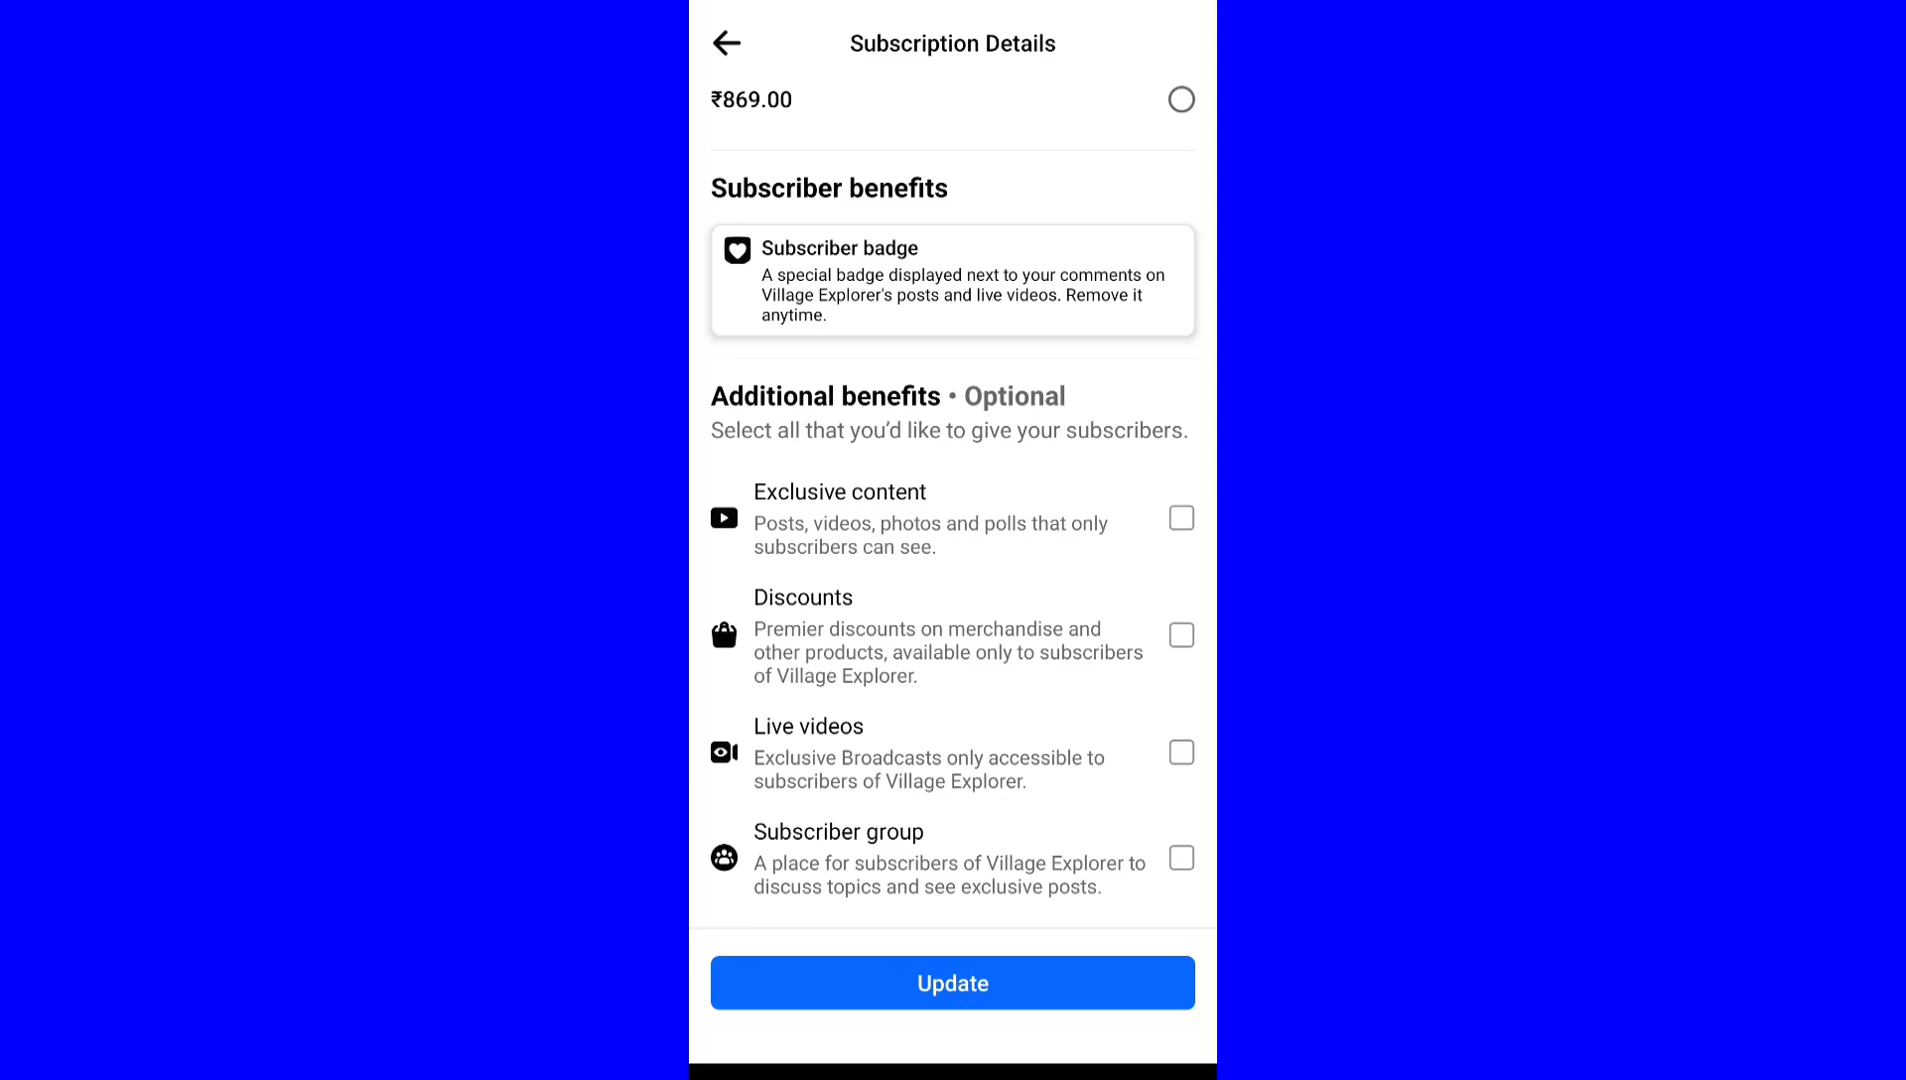 Subscription Details
₹869.00
Subscriber benefits
Subscriber badge
A special badge displayed next to your comments on
Village Explorer's posts and live videos. Remove it
anytime.
Additional benefits • Optional
Select all that you’d like to give your subscribers.
Exclusive content
Posts, videos, photos and polls that only
subscribers can see.
Discounts
Premier discounts on merchandise and
other products, available only to subscribers
of Village Explorer.
Live videos
Exclusive Broadcasts only accessible to
subscribers of Village Explorer.
Subscriber group
A place for subscribers of Village Explorer to
discuss topics and see exclusive posts.
Update